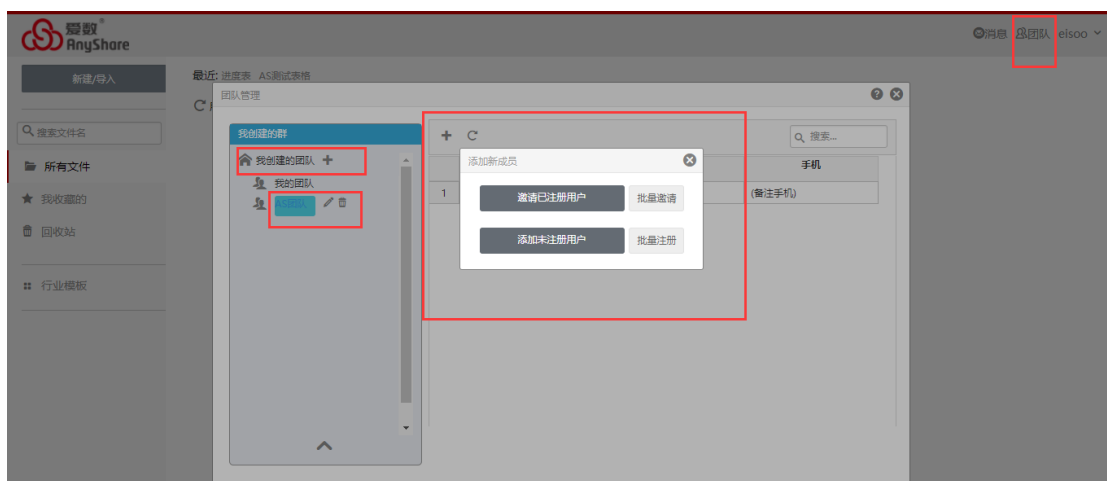 爱数®
AnyShare
消息 团队 eisoo
新建/导入
最近: 进度表 AS测试表格
团队管理
搜索文件名
我创建的群
搜索...
所有文件
我创建的团队
添加新成员
手机
我的团队
我收藏的
1 邀请已注册用户 批量邀请 (备注手机)
AS团队
回收站
添加未注册用户 批量注册
行业模板